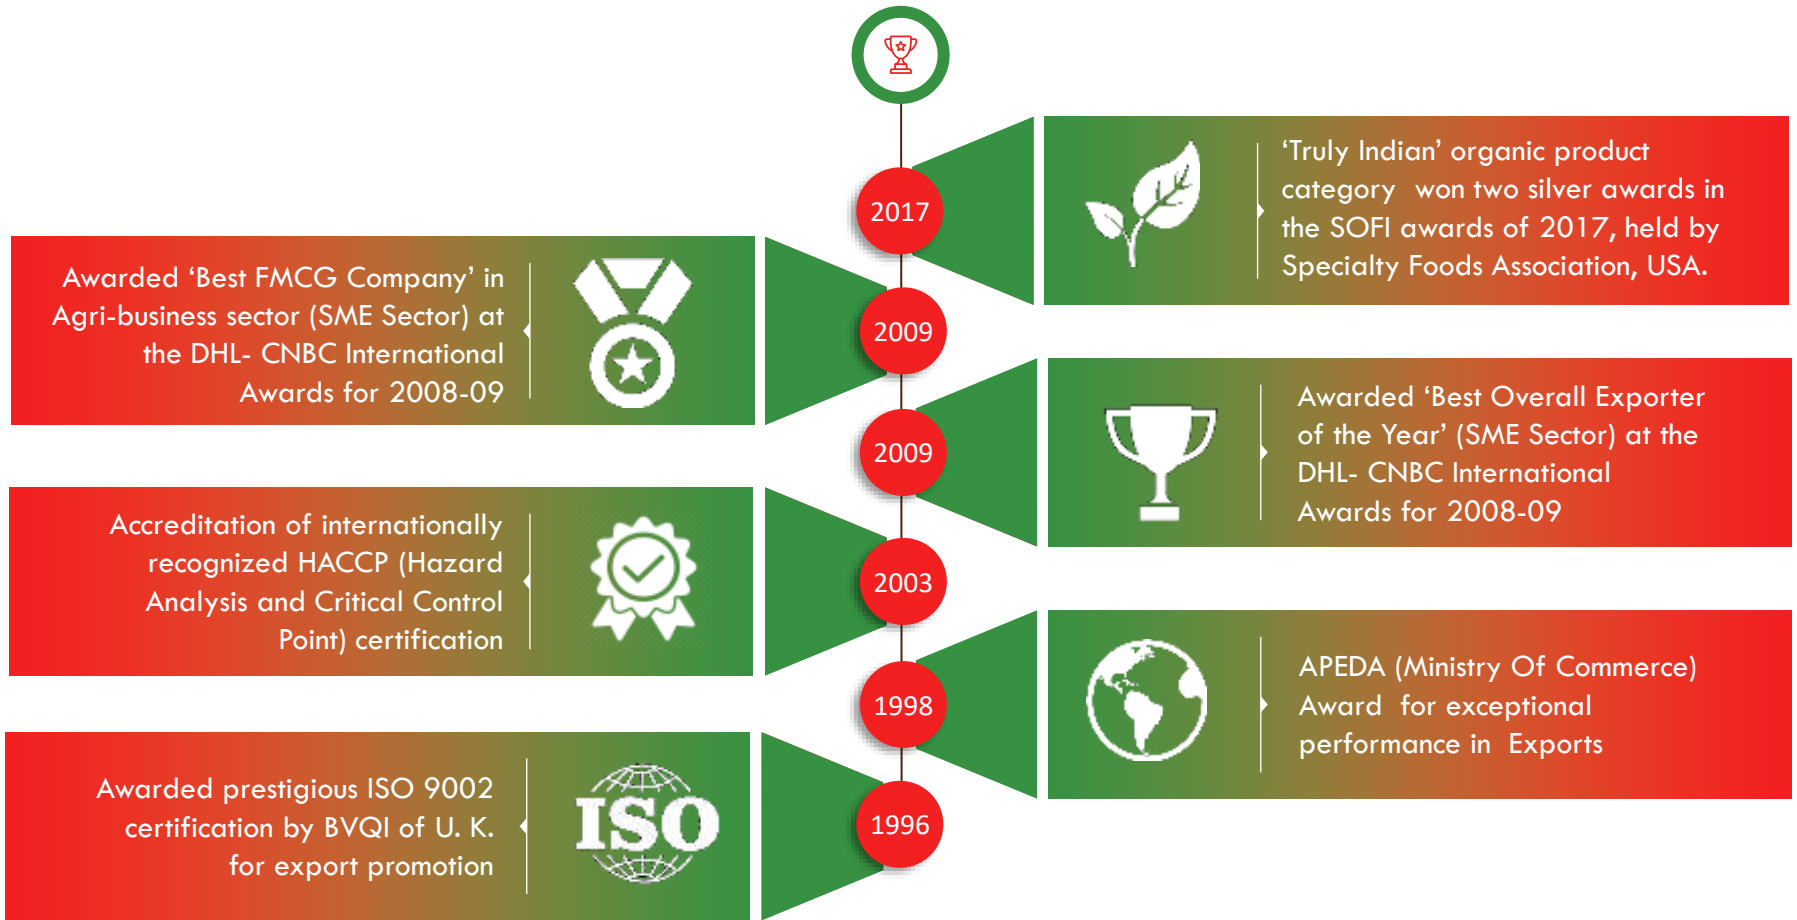 2017
‘Truly Indian’ organic product
category won two silver awards in
the SOFI awards of 2017, held by
Specialty Foods Association, USA.
Awarded ‘Best FMCG Company’ in
Agri-business sector (SME Sector) at
the DHL- CNBC International
Awards for 2008-09
2009
2009
Awarded ‘Best Overall Exporter
of the Year’ (SME Sector) at the
DHL- CNBC International
Awards for 2008-09
Accreditation of internationally
recognized HACCP (Hazard
Analysis and Critical Control
Point) certification
2003
1998
APEDA (Ministry Of Commerce)
Award for exceptional
performance in Exports
Awarded prestigious ISO 9002
certification by BVQI of U. K.
for export promotion
ISO
1996